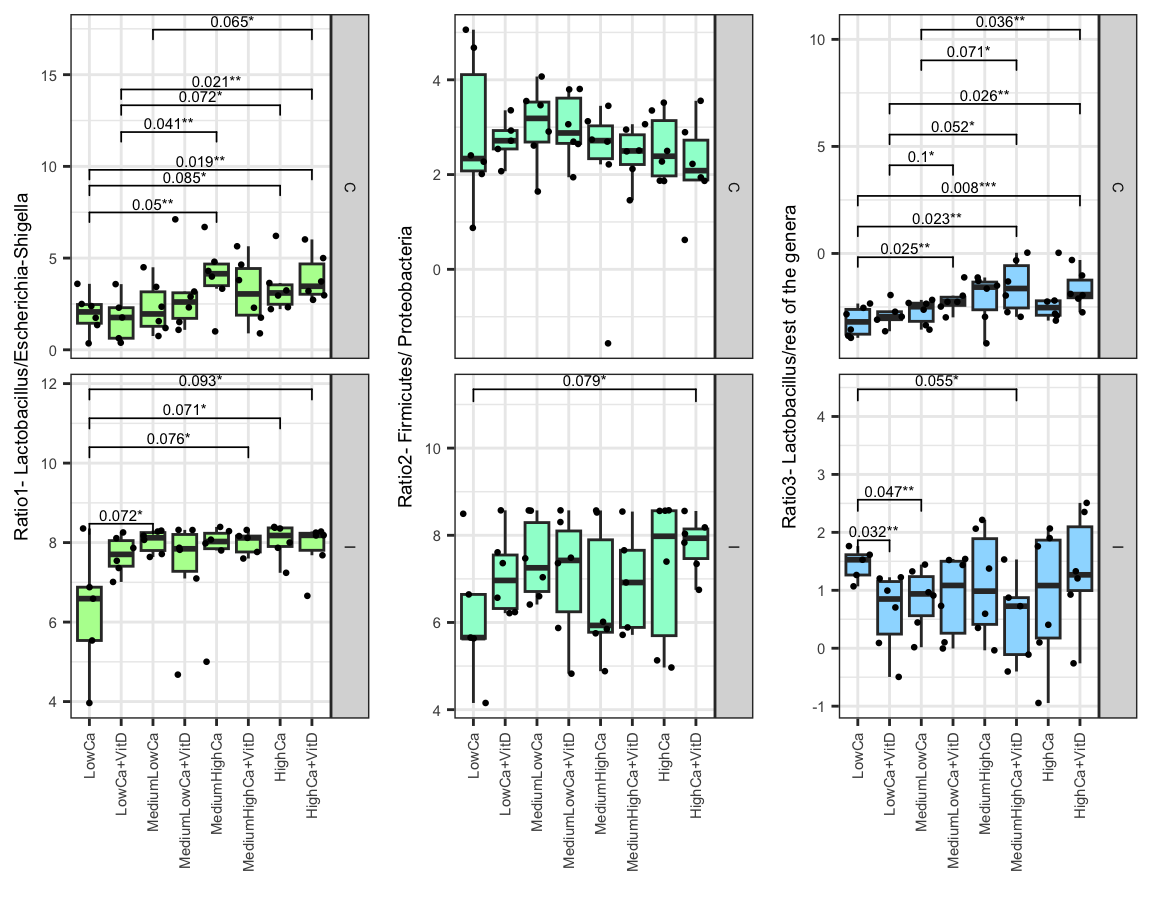 Ratio1- Lactobacillus/Escherichia-Shigella
15
10
5
0
0.065*
0.021**
0.072*
0.041**
0.019**
0.085*
0.05**
C
12
10
8
6
4
0.093*
0.071*
0.076*
0.072*
I
LowCa
LowCa+VitD
MediumLowCa
MediumLowCa+VitD
MediumHighCa
MediumHighCa+VitD
HighCa
HighCa+VitD
Ratio2- Firmicutes/ Proteobacteria
4
2
0
C
10
8
6
4
0.079*
I
LowCa
LowCa+VitD
MediumLowCa
MediumLowCa+VitD
MediumHighCa
MediumHighCa+VitD
HighCa
HighCa+VitD
Ratio3- Lactobacillus/rest of the genera
10
5
0
0.036**
0.071*
0.026**
0.052*
0.1*
0.008***
0.023**
0.025**
C
4
3
2
1
0
-1
0.055*
0.047**
0.032**
I
LowCa
LowCa+VitD
MediumLowCa
MediumLowCa+VitD
MediumHighCa
MediumHighCa+VitD
HighCa
HighCa+VitD